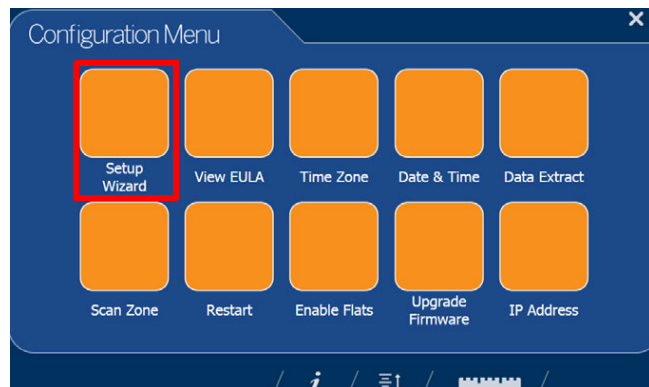 Configuration Menu
Setup
Wizard
View EULA
Time Zone
Date & Time
Data Extract
Scan Zone
Restart
Enable Flats
Upgrade
Firmware
IP Address
i